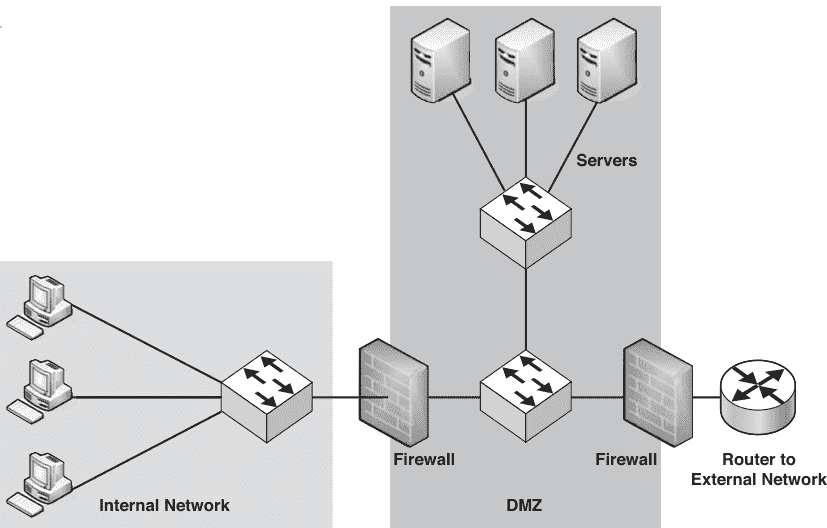 Servers
Firewall
Firewall
Router to
External Network
Internal Network
DMZ